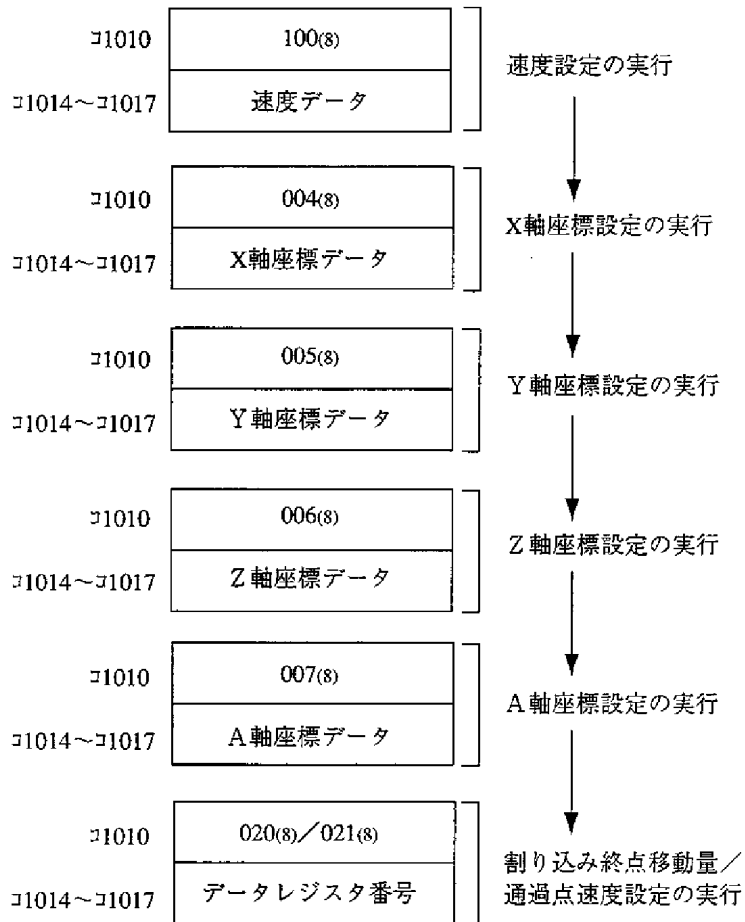 コ1010 100(8)
コ1014～コ1017 速度データ
速度設定の実行
コ1010 004(8)
コ1014～コ1017 X軸座標データ
X軸座標設定の実行
コ1010 005(8)
コ1014～コ1017 Y軸座標データ
Y軸座標設定の実行
コ1010 006(8)
コ1014～コ1017 Z軸座標データ
Z軸座標設定の実行
コ1010 007(8)
コ1014～コ1017 A軸座標データ
A軸座標設定の実行
コ1010 020(8)／021(8)
コ1014～コ1017 データレジスタ番号
割り込み終点移動量／
通過点速度設定の実行